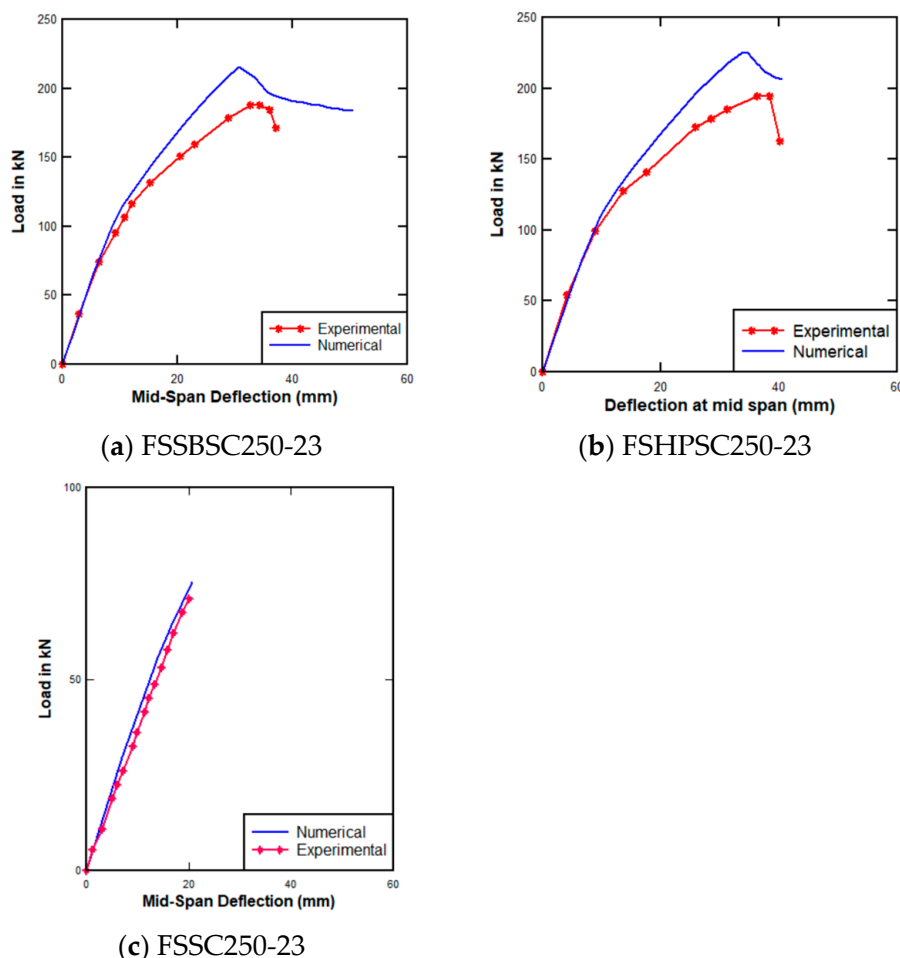 250
200
150
100
50
0
Load in kN
0
20
40
60
Mid-Span Deflection (mm)
Experimental
Numerical
(a) FSSBSC250-23
250
200
150
100
50
0
Load in kN
0
20
40
60
Deflection at mid span (mm)
Experimental
Numerical
(b) FSHPSC250-23
100
50
0
Load in kN
0
20
40
60
Mid-Span Deflection (mm)
Numerical
Experimental
(c) FSSC250-23